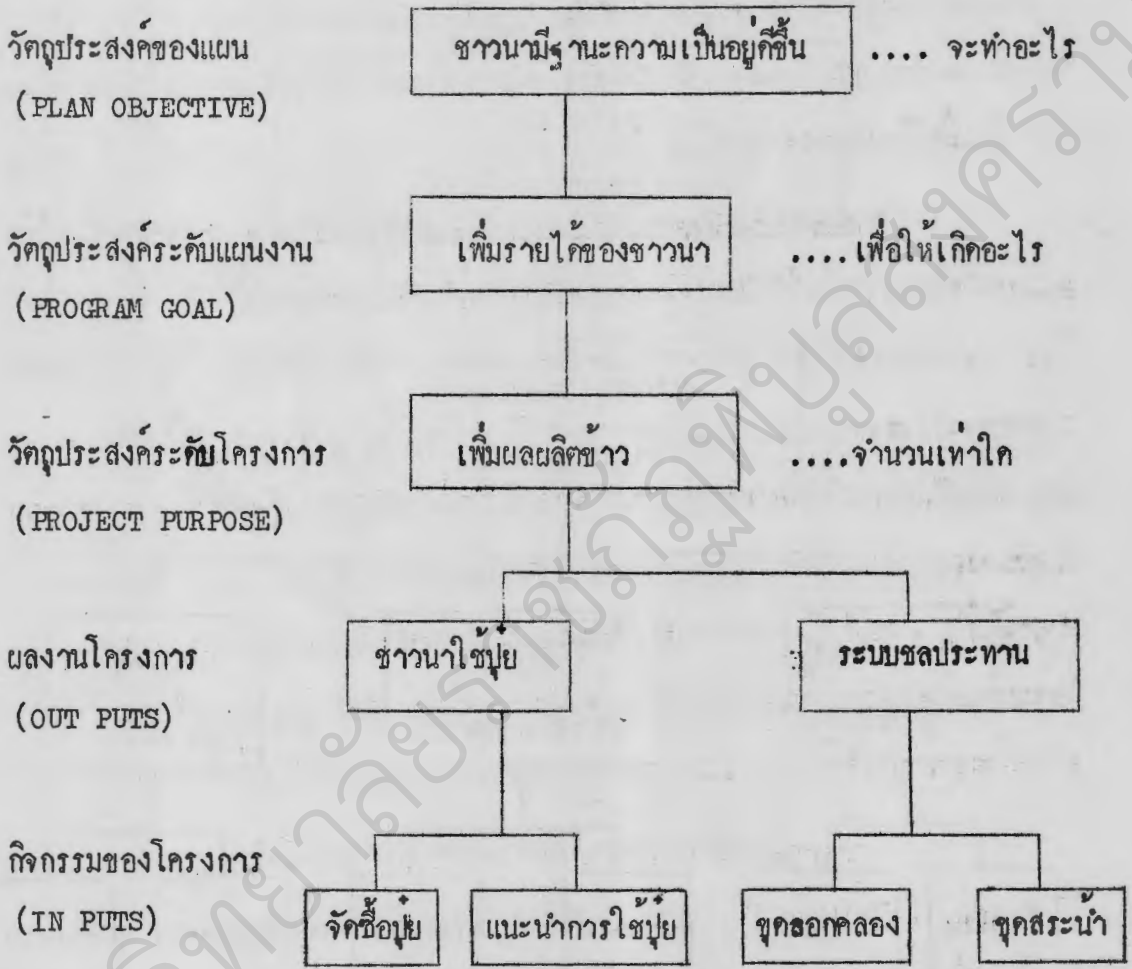 วัตถุประสงค์ของแผน ชาวนามีฐานะความเป็นอยู่ดีขึ้น .... จะทำอะไร
(PLAN OBJECTIVE)
วัตถุประสงค์ระดับแผนงาน เพิ่มรายได้ของชาวนา ....เพื่อให้เกิดอะไร
(PROGRAM GOAL)
วัตถุประสงค์ระดับโครงการ เพิ่มผลผลิตข้าว ....จำนวนเท่าใด
(PROJECT PURPOSE)
ผลงานโครงการ ชาวนาใช้ปุ๋ย ระบบชลประทาน
(OUT PUTS)
กิจกรรมของโครงการ
(IN PUTS) จัดซื้อปุ๋ย แนะนำการใช้ปุ๋ย ขุดลอกคลอง ขุดสระน้ำ